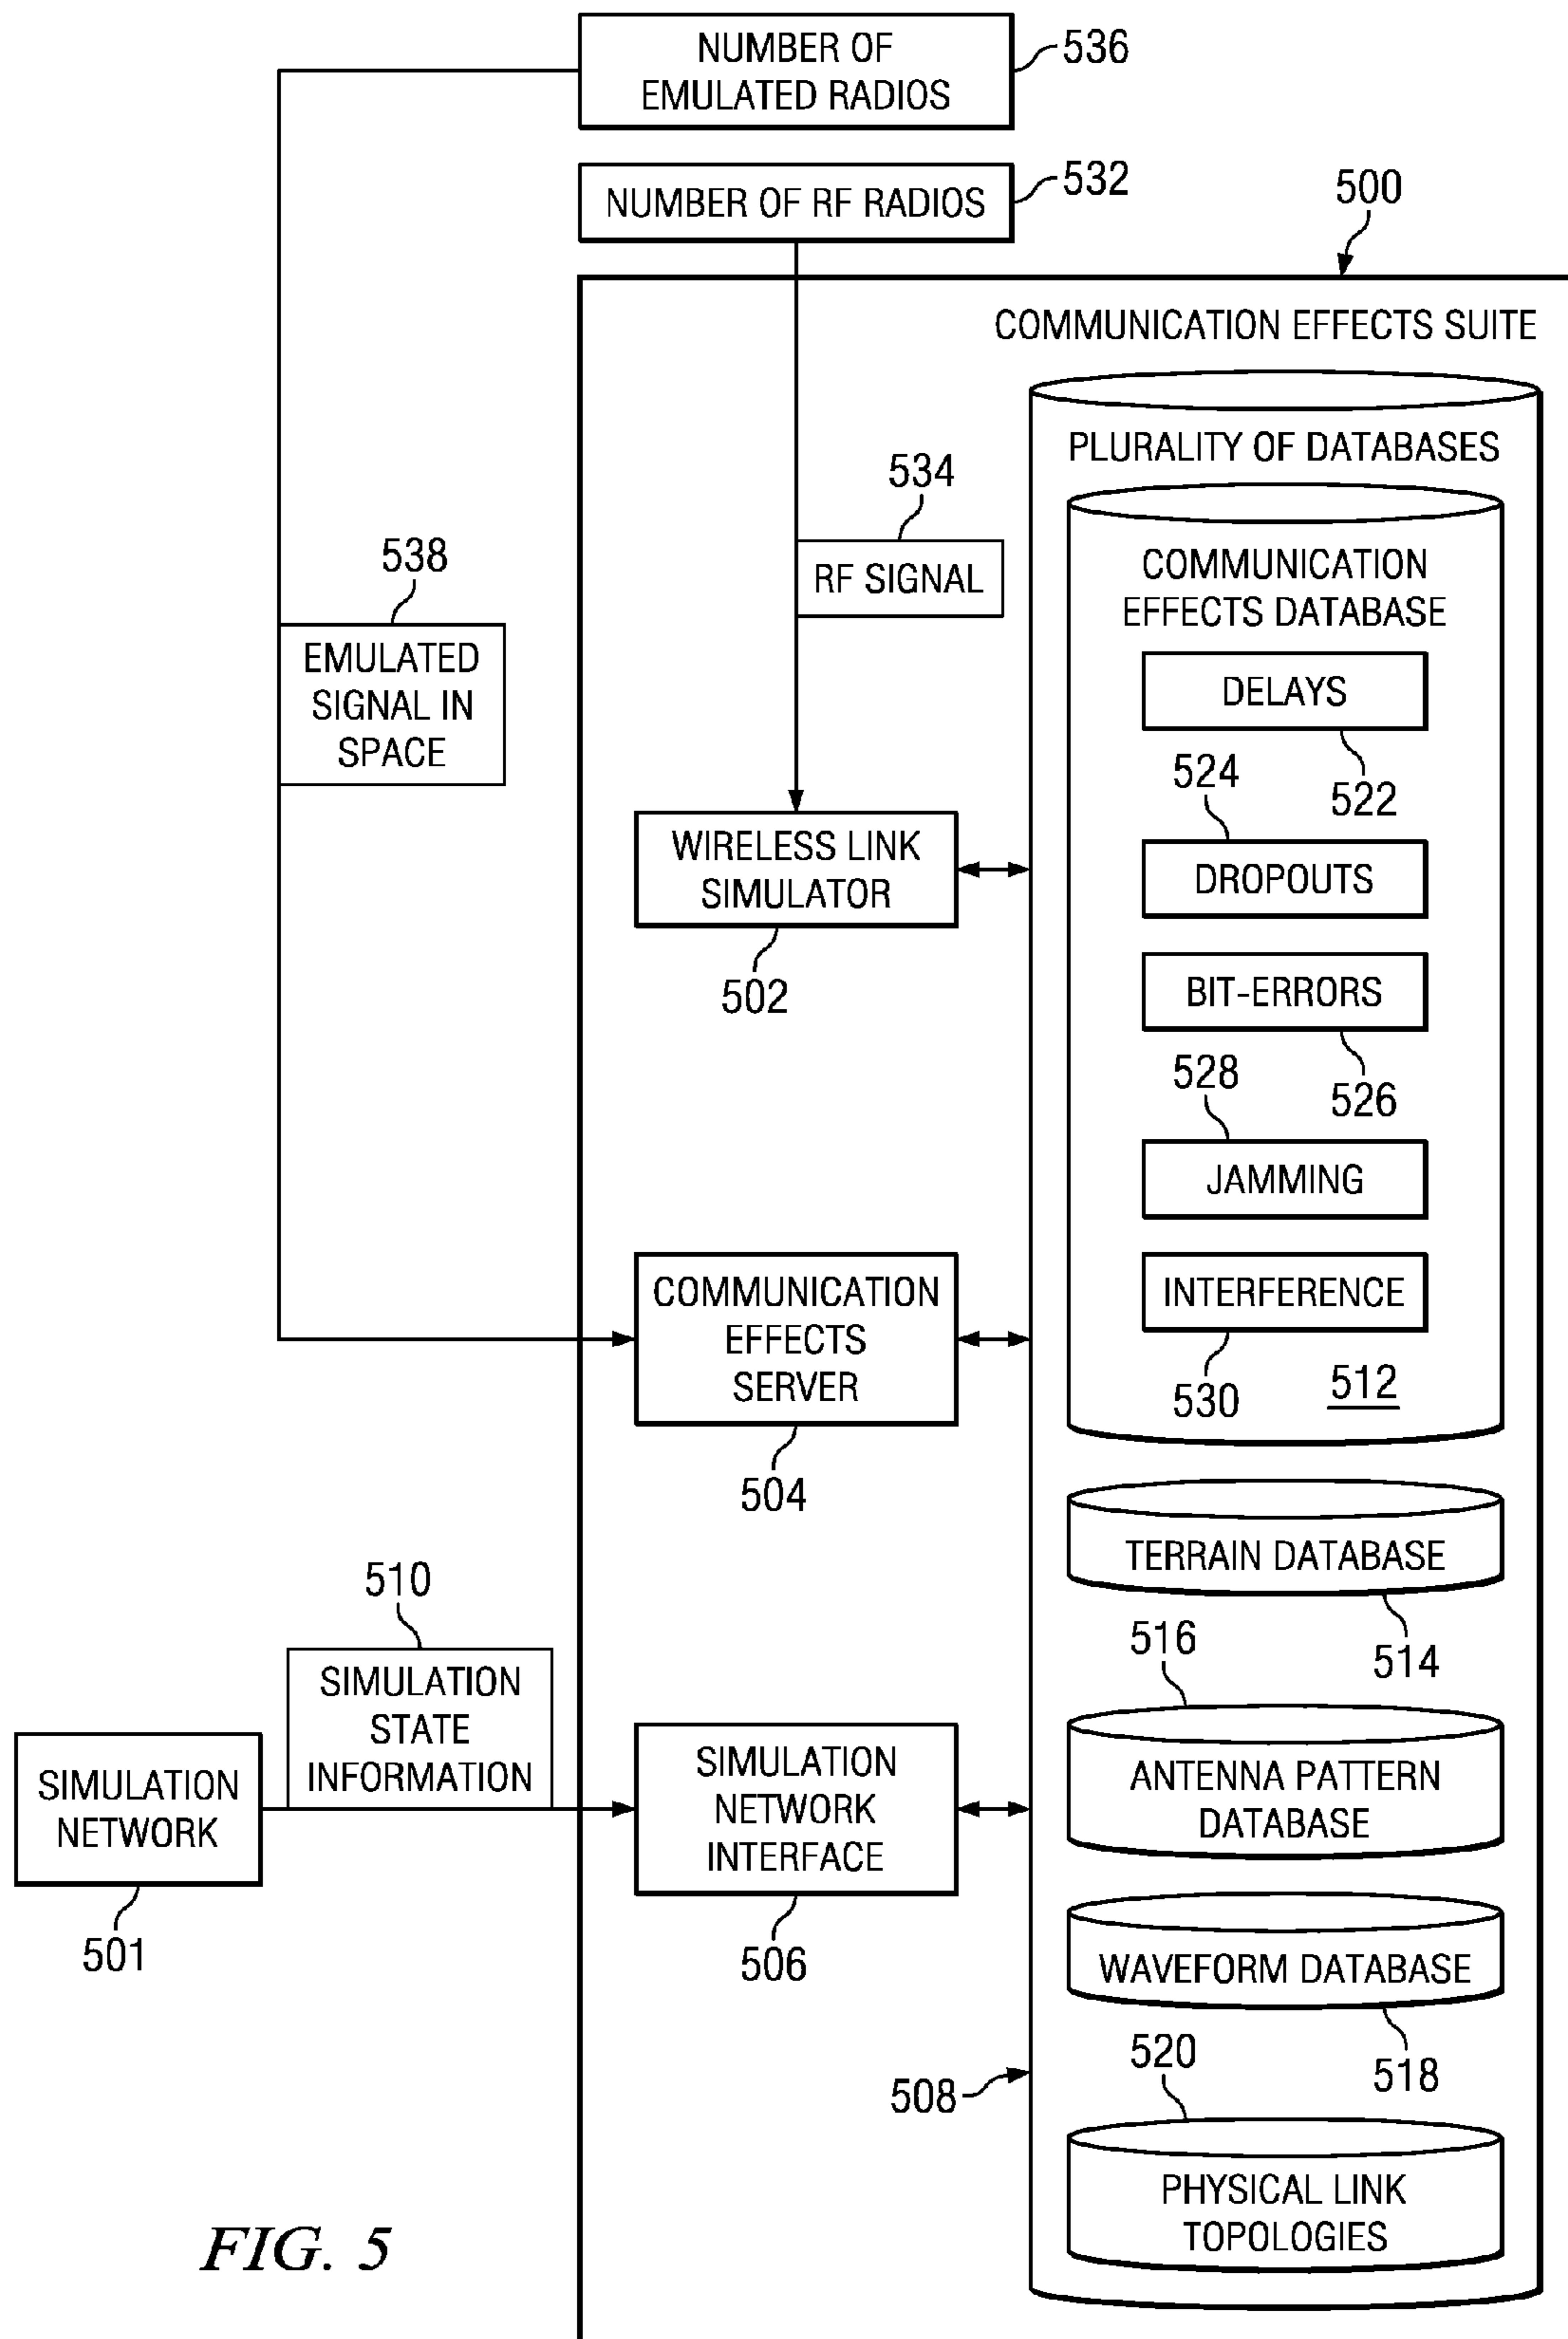 NUMBER OF
EMULATED RADIOS
536
NUMBER OF RF RADIOS
532
500
COMMUNICATION EFFECTS SUITE
PLURALITY OF DATABASES
534
RF SIGNAL
COMMUNICATION
EFFECTS DATABASE
538
EMULATED
SIGNAL IN
SPACE
DELAYS
522
524
DROPOUTS
WIRELESS LINK
SIMULATOR
502
BIT-ERRORS
526
528
JAMMING
COMMUNICATION
EFFECTS
SERVER
504
INTERFERENCE
530
512
TERRAIN DATABASE
514
510
SIMULATION
STATE
INFORMATION
SIMULATION
NETWORK
501
SIMULATION
NETWORK
INTERFACE
506
516
ANTENNA PATTERN
DATABASE
WAVEFORM DATABASE
518
508
520
PHYSICAL LINK
TOPOLOGIES
FIG. 5